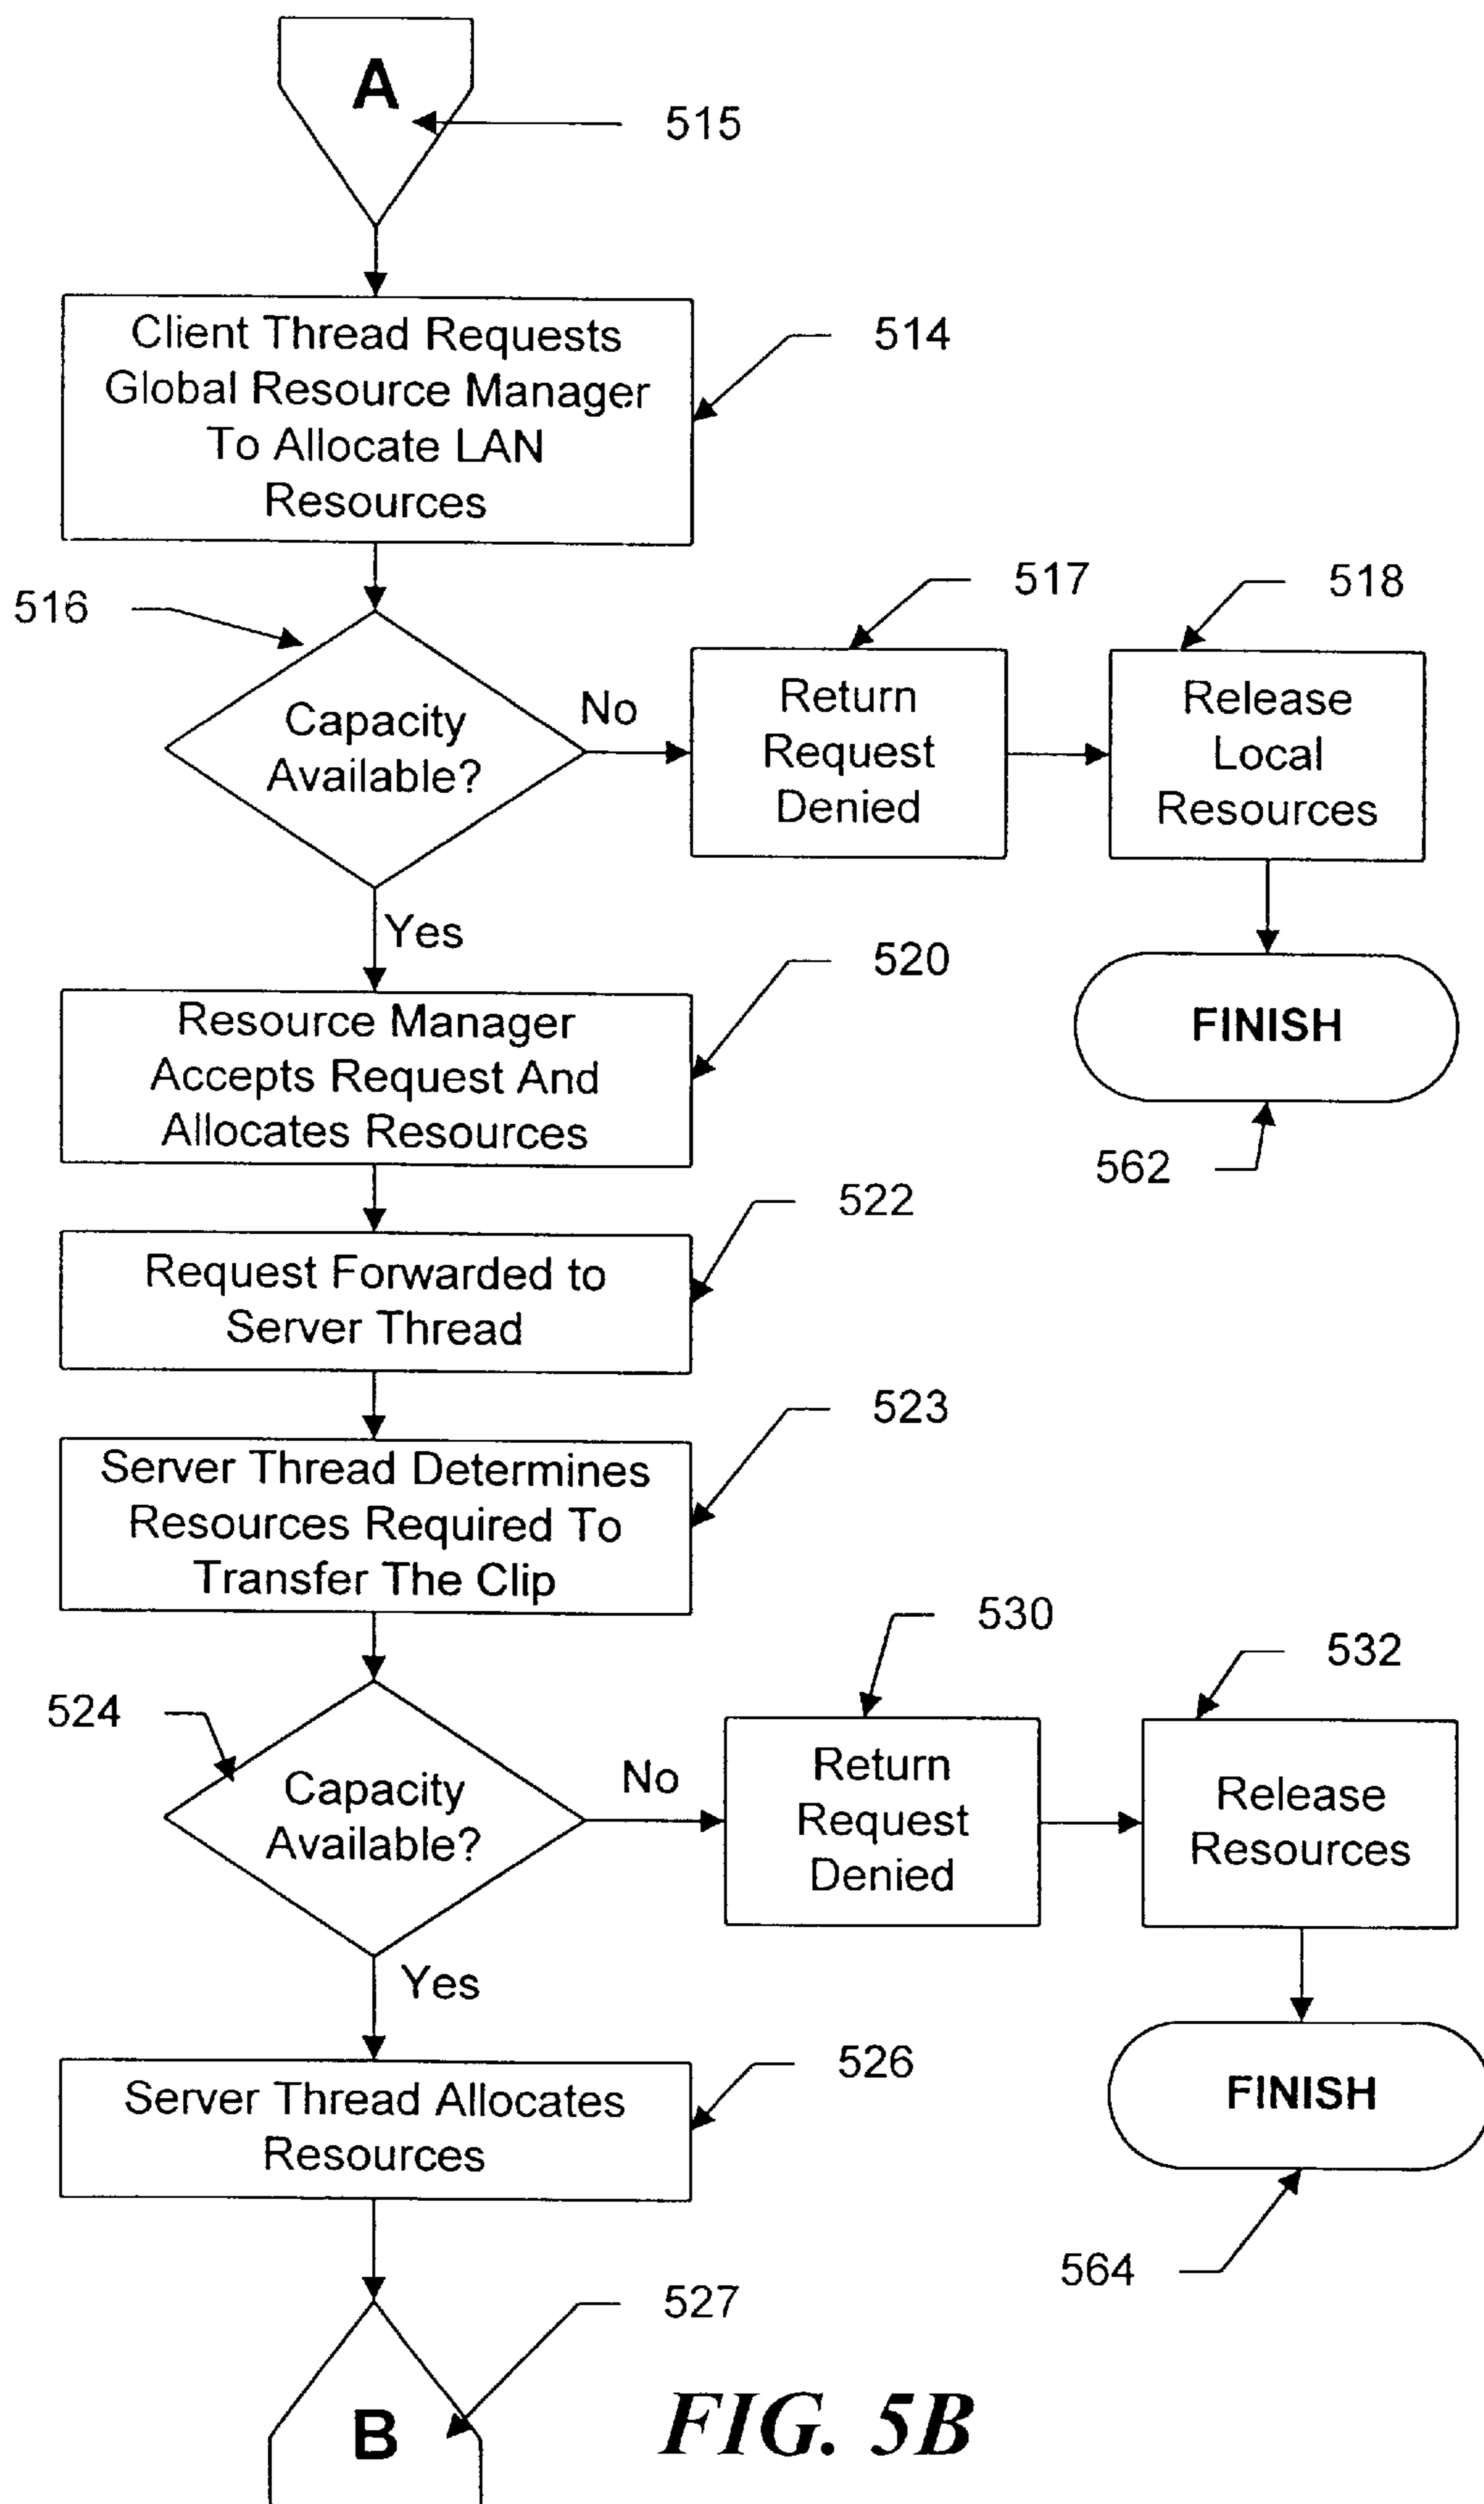 A
515
Client Thread Requests
Global Resource Manager
To Allocate LAN
Resources
514
516
Capacity
Available?
No
517
Return
Request
Denied
518
Release
Local
Resources
Yes
520
Resource Manager
Accepts Request And
Allocates Resources
FINISH
562
522
Request Forwarded to
Server Thread
523
Server Thread Determines
Resources Required To
Transfer The Clip
524
Capacity
Available?
No
530
Return
Request
Denied
532
Release
Resources
Yes
526
Server Thread Allocates
Resources
FINISH
564
527
B
FIG. 5B